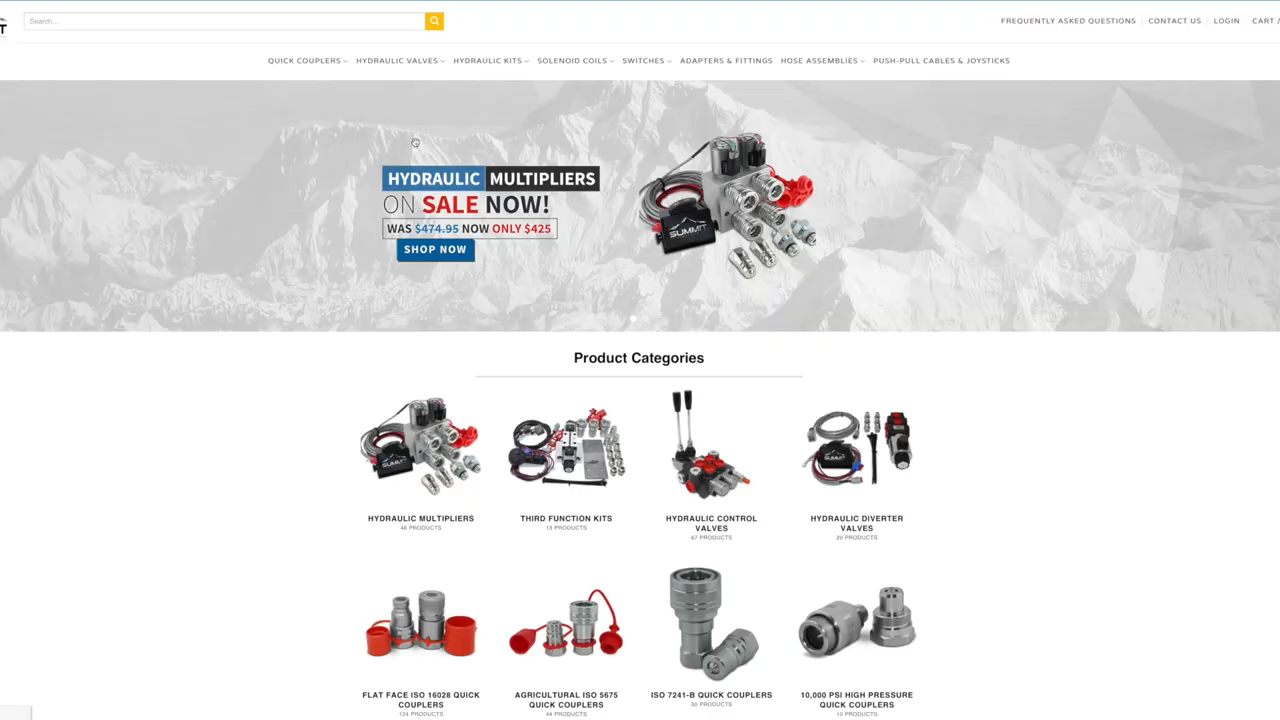 T
Search...
FREQUENTLY ASKED QUESTIONS
CONTACT US
LOGIN
CART /
QUICK COUPLERS
HYDRAULIC VALVES
HYDRAULIC KITS
SOLENOID COILS
SWITCHES
ADAPTERS & FITTINGS
HOSE ASSEMBLIES
PUSH-PULL CABLES & JOYSTICKS
HYDRAULIC MULTIPLIERS
ON SALE NOW!
WAS $474.95 NOW ONLY $425
SHOP NOW
SUMMIT
Product Categories
SUMMIT
HYDRAULIC MULTIPLIERS
46 PRODUCTS
THIRD FUNCTION KITS
13 PRODUCTS
HYDRAULIC CONTROL
VALVES
67 PRODUCTS
HYDRAULIC DIVERTER
VALVES
FLAT FACE ISO 16028 QUICK
COUPLERS
124 PRODUCTS
AGRICULTURAL ISO 5675
QUICK COUPLERS
44 PRODUCTS
ISO 7241-B QUICK COUPLERS
50 PRODUCTS
10,000 PSI HIGH PRESSURE
QUICK COUPLERS
10 PRODUCTS